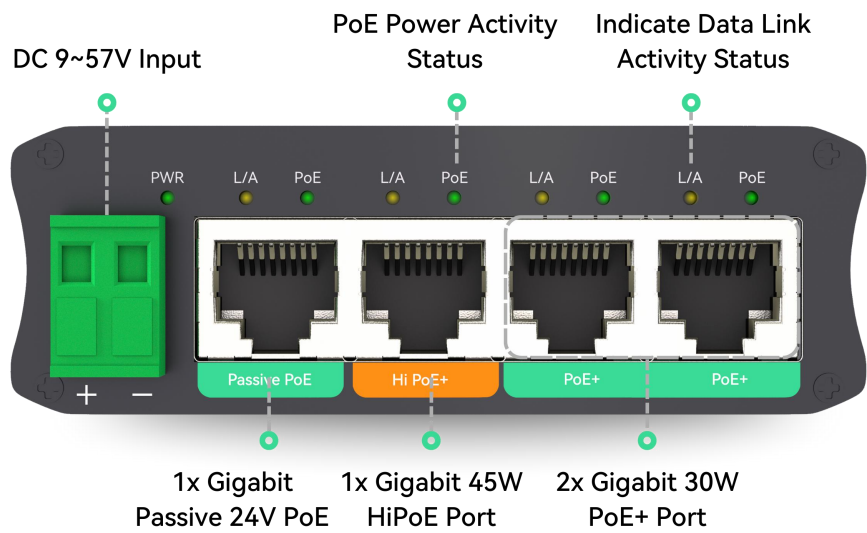 PoE Power Activity
Status
Indicate Data Link
Activity Status
DC 9~57V Input
PWR
L/A
PoE
L/A
PoE
L/A
PoE
L/A
PoE
+
−
Passive PoE
Hi PoE+
PoE+
PoE+
1x Gigabit
Passive 24V PoE
1x Gigabit 45W
HiPoE Port
2x Gigabit 30W
PoE+ Port